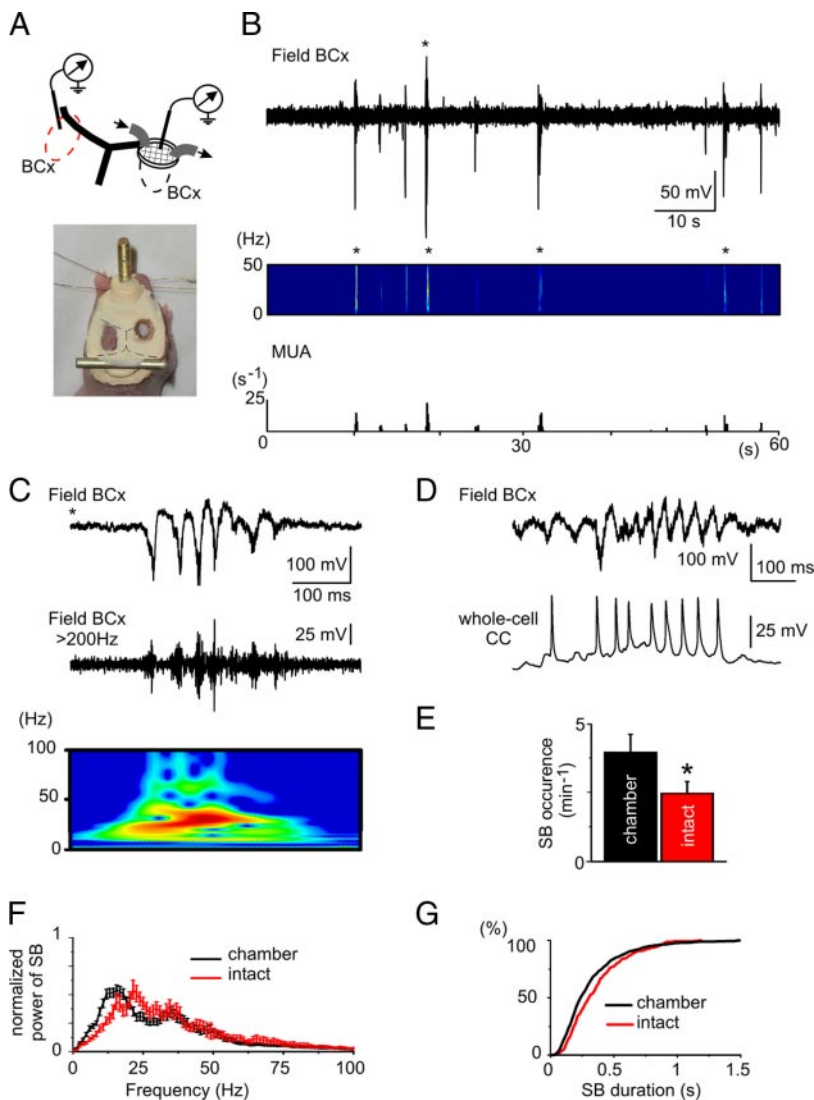 A
BCx
BCx
B
Field BCx
*
50 mV
10 s
(Hz)
* * * *
50
0
MUA
(s-1)
25
0 30 (s) 60
C
Field BCx
*
100 mV
100 ms
Field BCx
>200Hz
25 mV
(Hz)
100
50
0
D
Field BCx
100 mV
100 ms
whole-cell
CC
25 mV
E
SB occurence
(min-1)
5
0
chamber
intact
*
F
normalized
power of SB
1
0
chamber
intact
0 25 50 75 100
Frequency (Hz)
G
(%)
100
50
0
chamber
intact
0 0.5 1 1.5
SB duration (s)